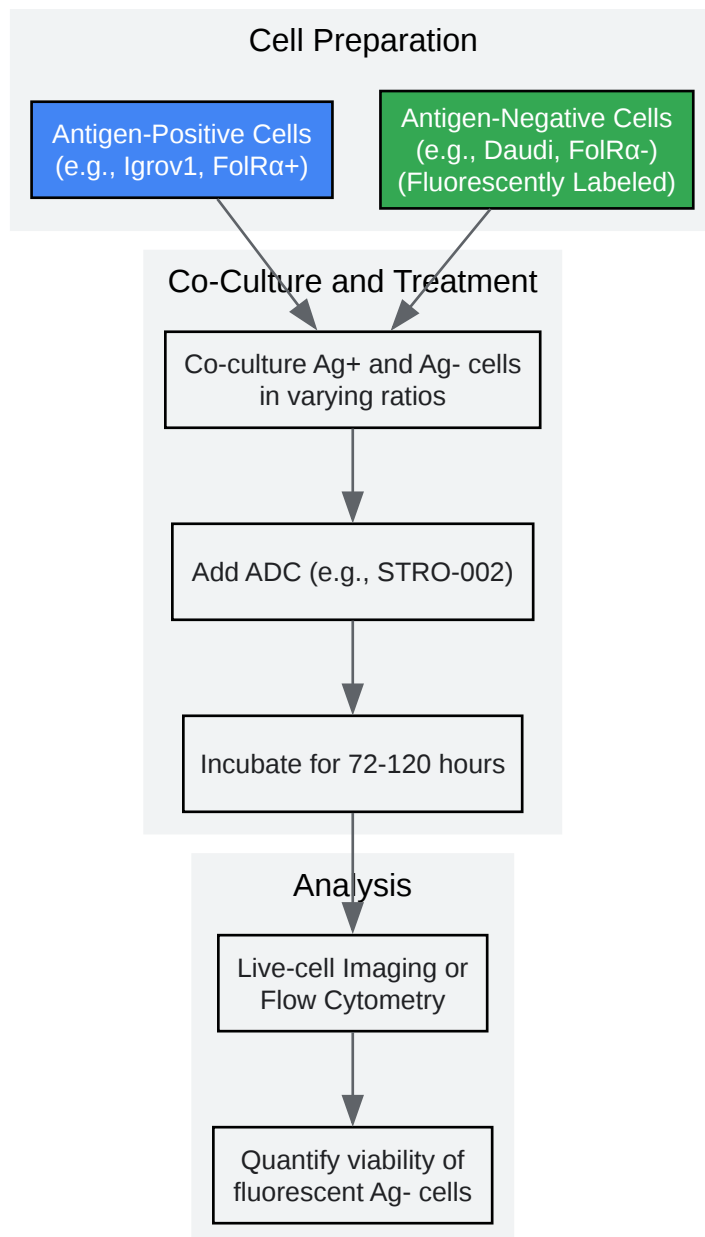 Cell Preparation
Antigen-Positive Cells
(e.g., Igrov1, FolRα+)
Antigen-Negative Cells
(e.g., Daudi, FolRα-)
(Fluorescently Labeled)
Co-Culture and Treatment
Co-culture Ag+ and Ag- cells
in varying ratios
Add ADC (e.g., STRO-002)
Incubate for 72-120 hours
Analysis
Live-cell Imaging or
Flow Cytometry
Quantify viability of
fluorescent Ag- cells